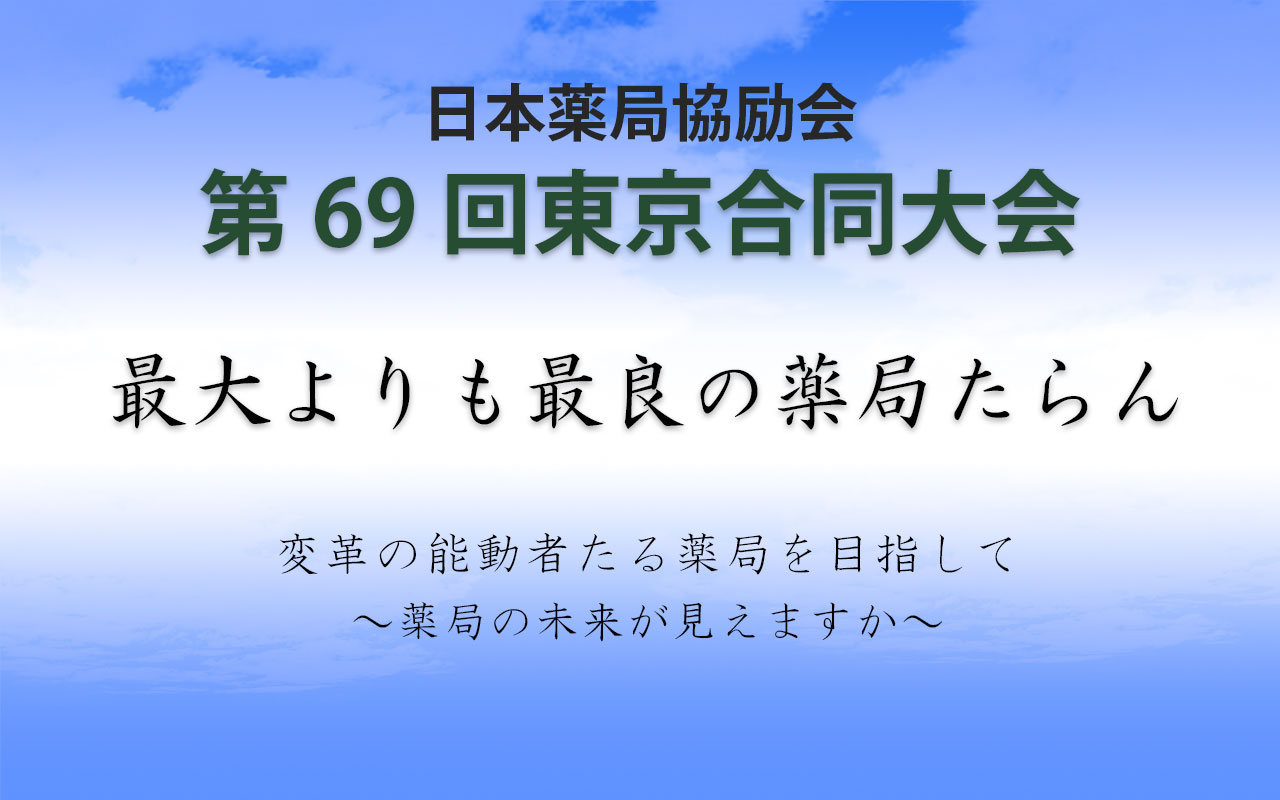 日本薬局協励会
第69回東京合同大会
最大よりも最良の薬局たらん
変革の能動者たる薬局を目指して
〜薬局の未来が見えますか〜